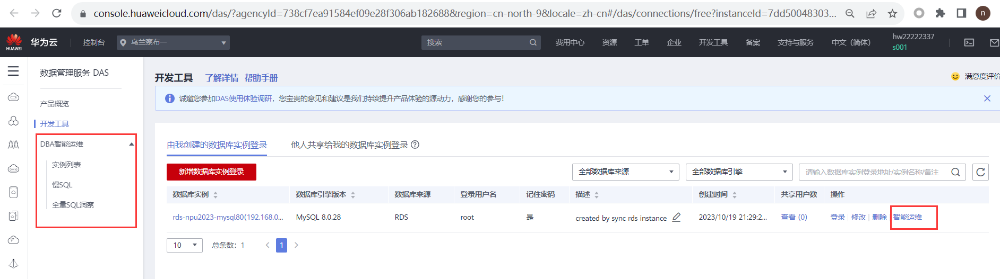 console.huaweicloud.com/das/?agencyId=738cf7ea91584ef09e28f306ab182688&region=cn-north-9&locale=zh-cn#/das/connections/free?instanceId=7dd50048303...
n
HUAWEI
华为云
控制台
乌兰察布一
搜索
费用中心
资源
工单
企业
开发工具
备案
支持与服务
中文（简体）
hw22222337
s001
数据管理服务 DAS
产品概览
开发工具
DBA智能运维
实例列表
慢SQL
全量SQL洞察
开发工具 了解详情 帮助手册
满意度评价
诚邀您参加DAS使用体验调研，您宝贵的意见和建议是我们持续提升产品体验的源动力，感谢您的参与！
由我创建的数据库实例登录 他人共享给我的数据库实例登录
新增数据库实例登录 全部数据库来源 全部数据库引擎 请输入数据库实例登录地址/实例名称/备注
数据库实例 数据库引擎版本 数据库来源 登录用户名 记住密码 描述 创建时间 共享用户数 操作
rds-npu2023-mysql80(192.168.0... MySQL 8.0.28 RDS root 是 created by sync rds instance 2023/10/19 21:29:2... 查看 (0) 登录 修改 删除 智能运维
10 总条数：1 1